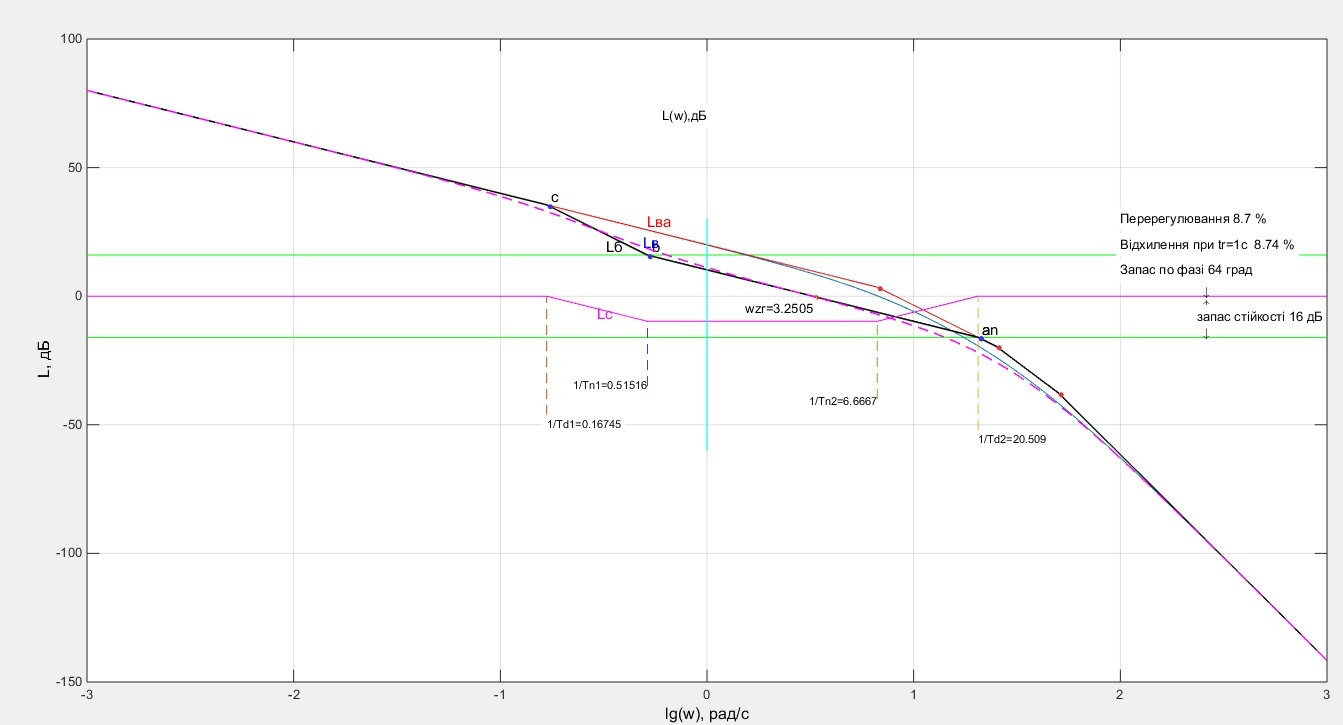 100
50
0
-50
-100
-150
L, дБ
L(w),дБ
c
Lва
Lб
Lв
b
Lc
wzr=3.2505
an
Перерегулювання 8.7 %
Відхилення при tr=1c 8.74 %
Запас по фазі 64 град
запас стійкості 16 дБ
1/Tn1=0.51516
1/Td1=0.16745
1/Tn2=6.6667
1/Td2=20.509
-3
-2
-1
0
1
2
3
lg(w), рад/с